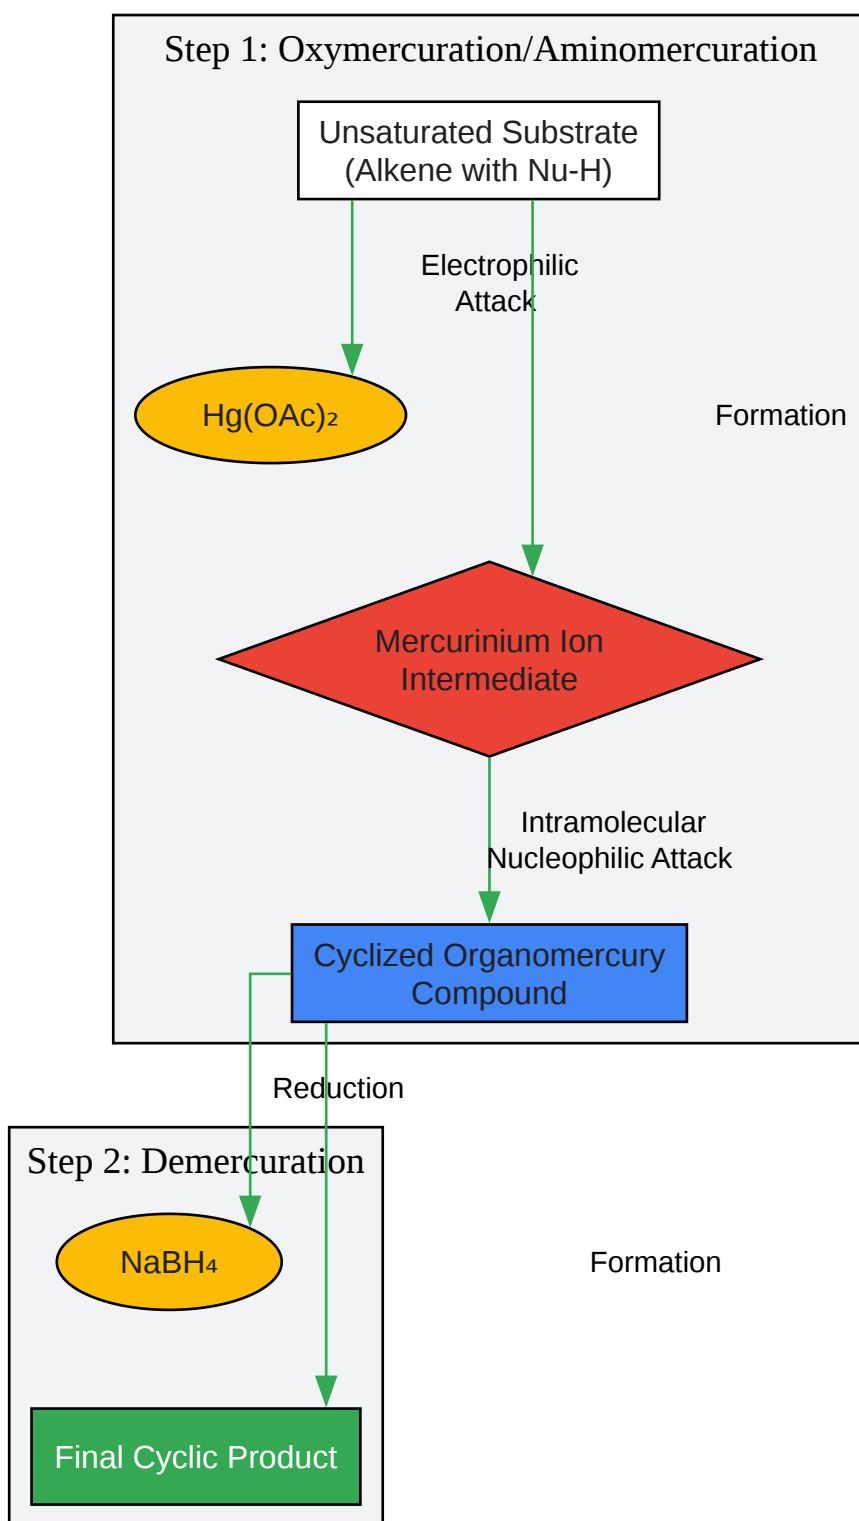 Step 1: Oxymercuration/Aminomercuration
Unsaturated Substrate
(Alkene with Nu-H)
Electrophilic
Attack
Hg(OAc)₂
Formation
Mercurinium Ion
Intermediate
Intramolecular
Nucleophilic Attack
Cyclized Organomercury
Compound
Reduction
Step 2: Demercuration
NaBH₄
Formation
Final Cyclic Product